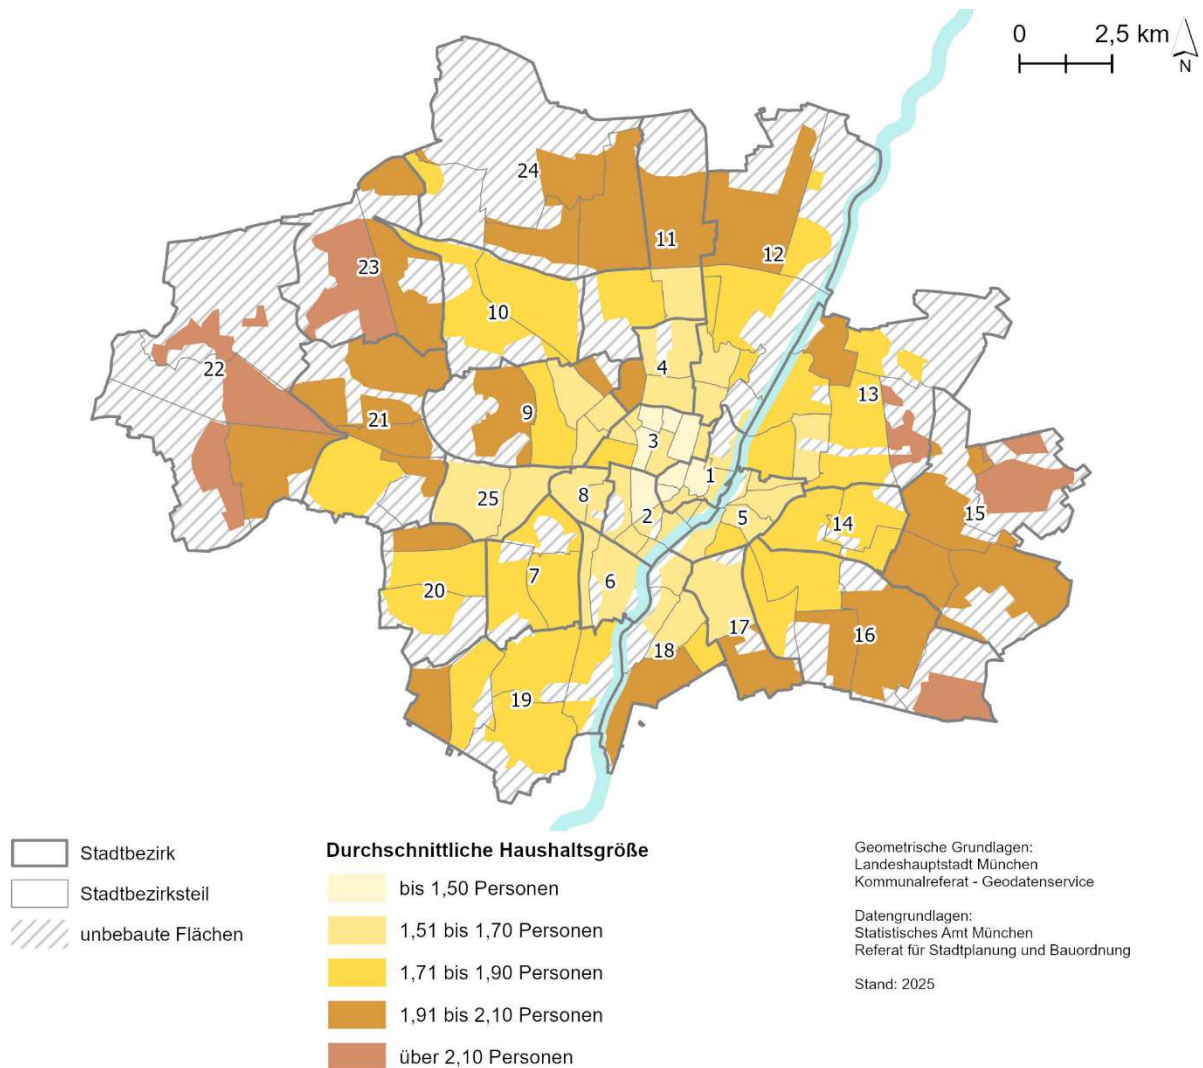 0 2,5 km
N
24
11
12
23
10
4
22
13
9
21
3
1
25
8
2
5
15
14
7
6
20
17
16
18
19
Stadtbezirk
Stadtbezirksteil
unbebaute Flächen
Durchschnittliche Haushaltsgröße
bis 1,50 Personen
1,51 bis 1,70 Personen
1,71 bis 1,90 Personen
1,91 bis 2,10 Personen
über 2,10 Personen
Geometrische Grundlagen:
Landeshauptstadt München
Kommunalreferat - Geodatenservice
Datengrundlagen:
Statistisches Amt München
Referat für Stadtplanung und Bauordnung
Stand: 2025